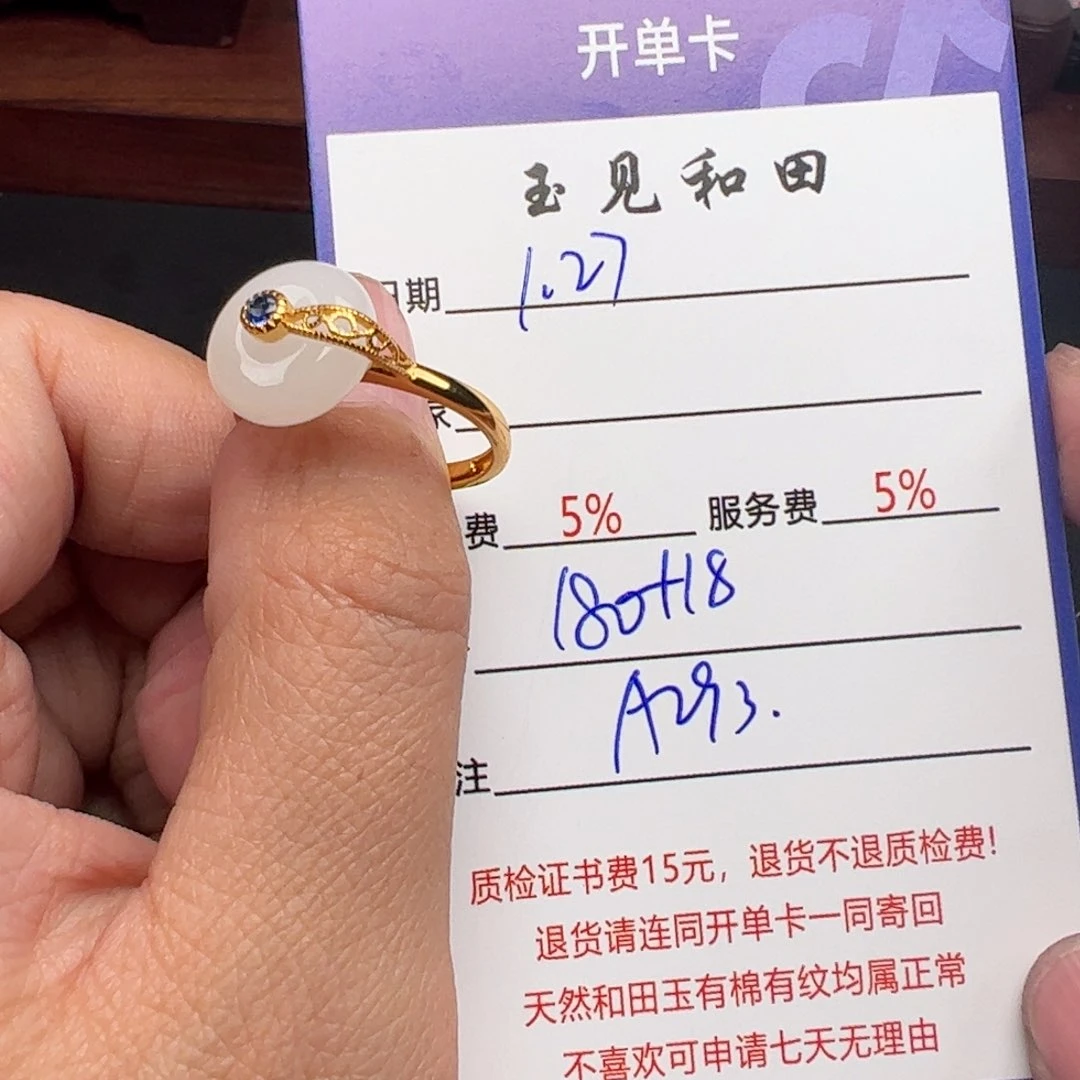 开单卡
玉见和田
日期 1.27
费 5% 服务费 5%
180+18
A293.
注
质检证书费15元，退货不退质检费!
退货请连同开单卡一同寄回
天然和田玉有棉有纹均属正常
不喜欢可申请七天无理由